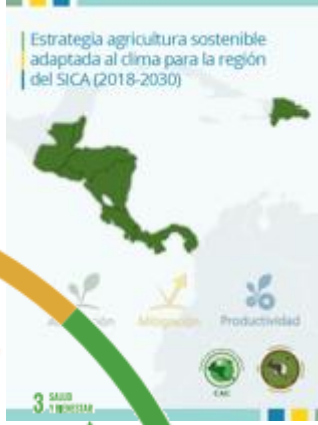 Estrategia agricultura sostenible
adaptada al clima para la región
del SICA (2018-2030)
Mitigación
Productividad
CAC
3 SALUD
Y BIENESTAR